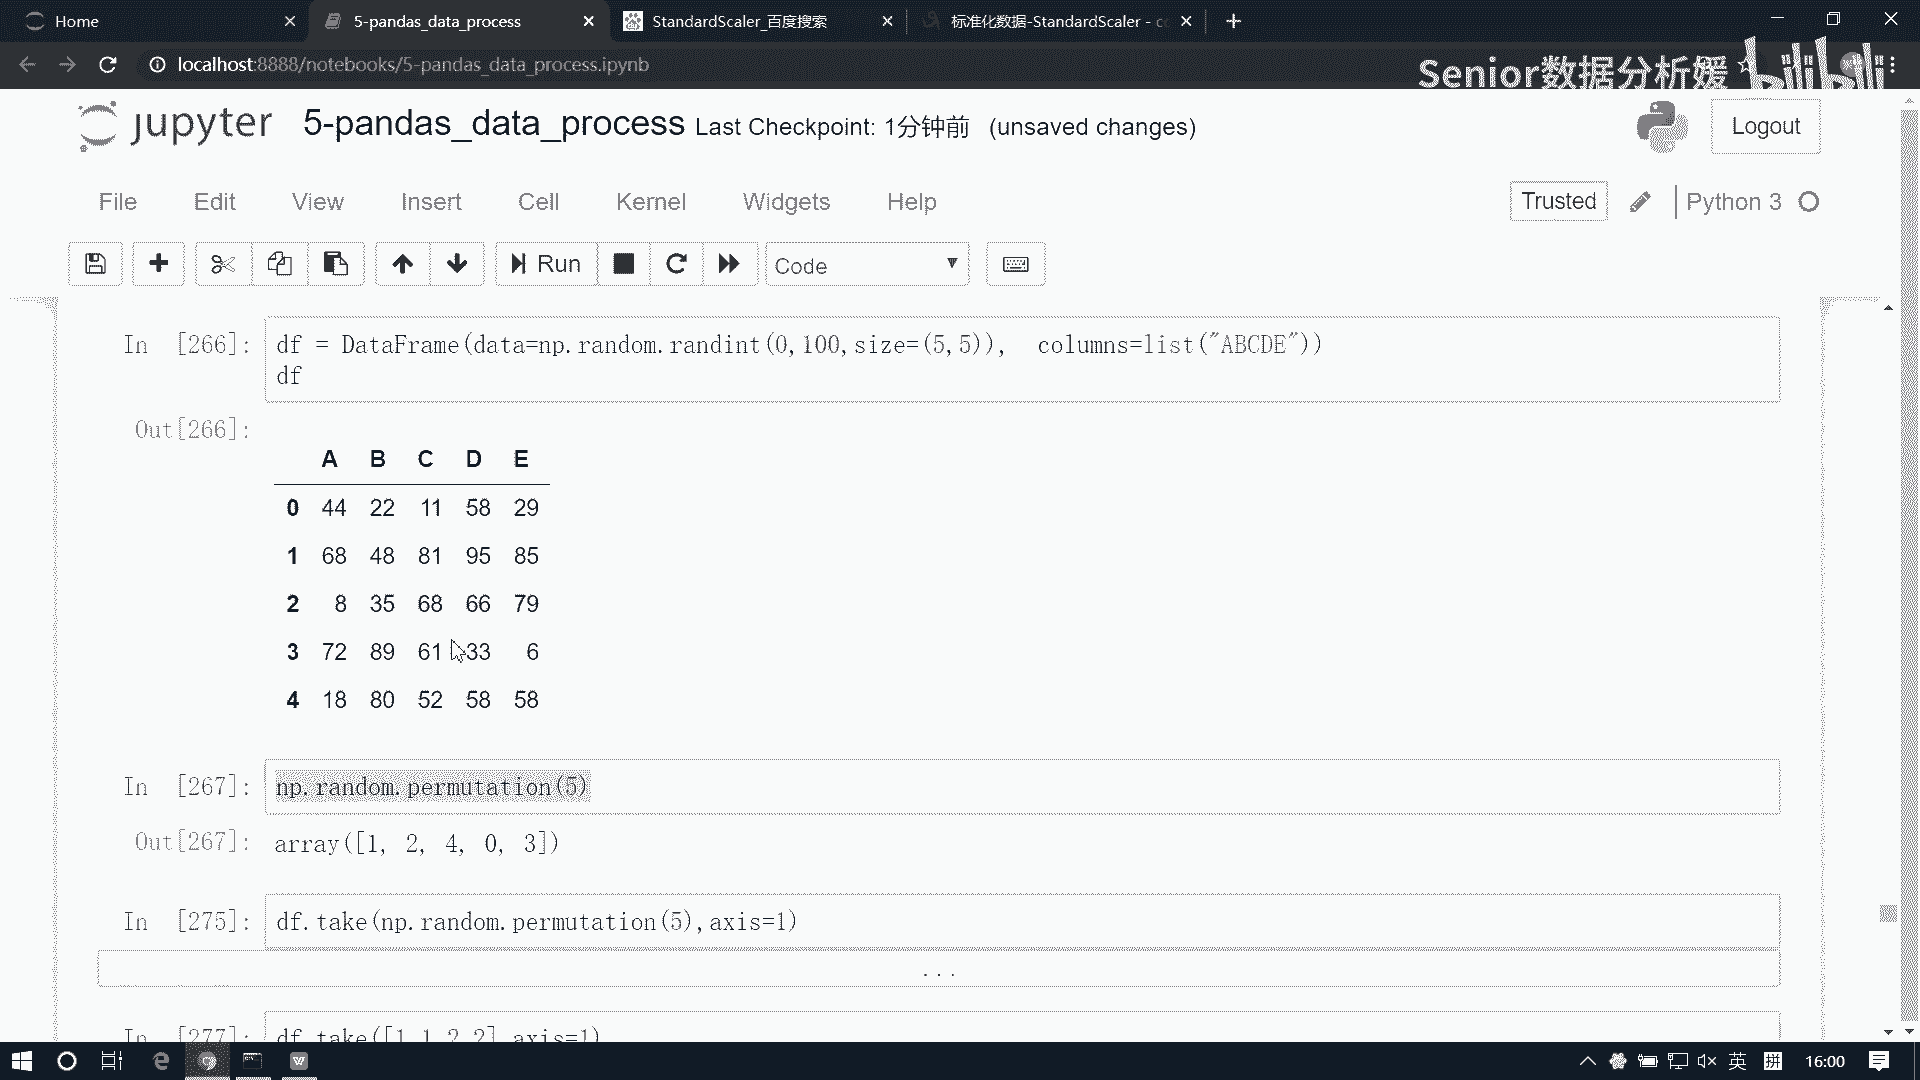 Home
5-pandas_data_process
StandardScaler_百度搜索
标准化数据-StandardScaler - c
localhost:8888/notebooks/5-pandas_data_process.ipynb
Senior数据分析媛 bilibili
jupyter 5-pandas_data_process Last Checkpoint: 1分钟前 (unsaved changes)
Logout
File Edit View Insert Cell Kernel Widgets Help
Trusted Python 3
Run Code
In [266]: df = DataFrame(data=np.random.randint(0,100,size=(5,5)), columns=list("ABCDE"))
df
Out[266]:
A B C D E
0 44 22 11 58 29
1 68 48 81 95 85
2 8 35 68 66 79
3 72 89 61 33 6
4 18 80 52 58 58
In [267]: np.random.permutation(5)
Out[267]: array([1, 2, 4, 0, 3])
In [275]: df.take(np.random.permutation(5),axis=1)
...
In [277]: df.take([1,1,2,2],axis=1)
英 拼 16:00